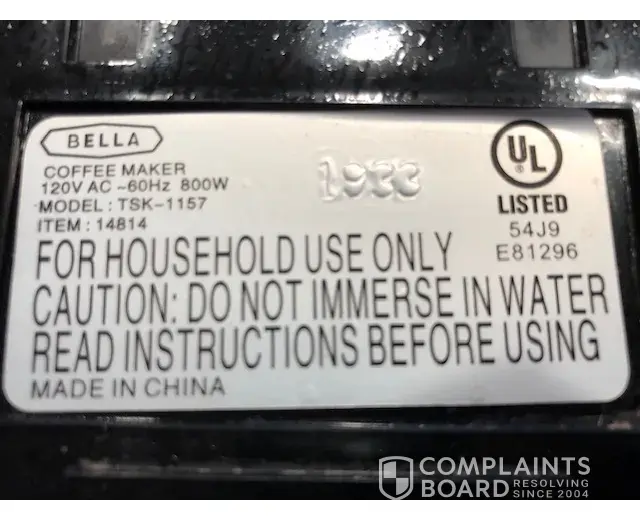 BELLA
COFFEE MAKER
120V AC ~60Hz 800W
MODEL: TSK-1157
ITEM: 14814
1933
UL
LISTED
54J9
E81296
FOR HOUSEHOLD USE ONLY
CAUTION: DO NOT IMMERSE IN WATER
READ INSTRUCTIONS BEFORE USING
MADE IN CHINA
COMPLAINTS
BOARD RESOLVING
SINCE 2004